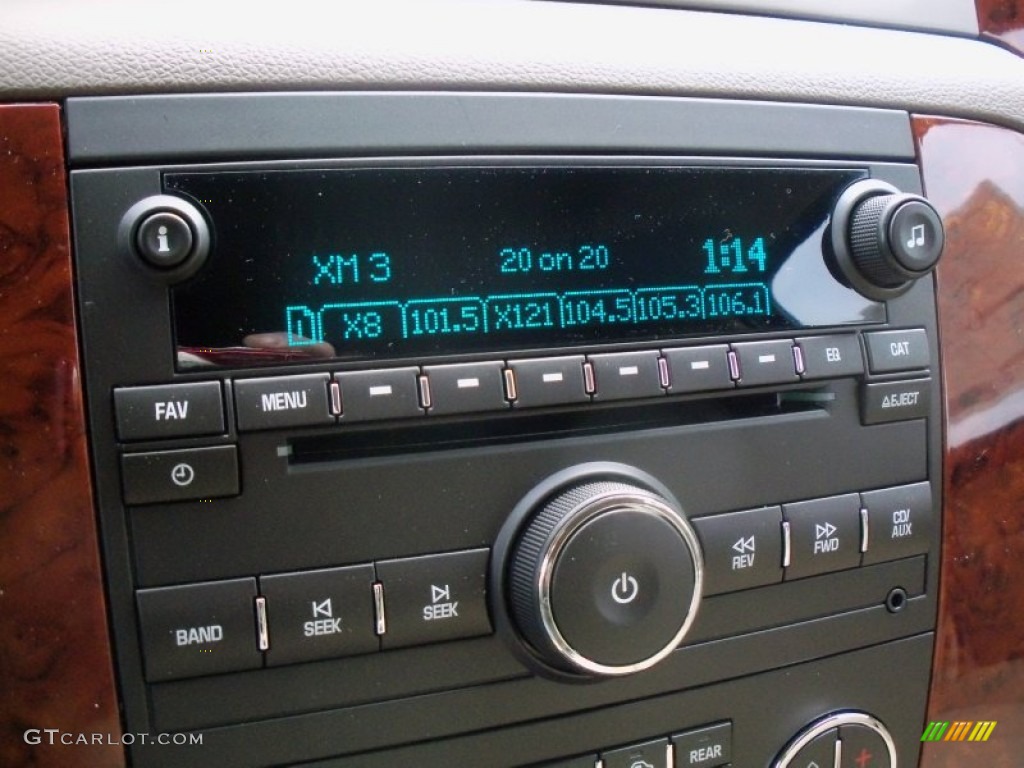 XM 3 20 on 20 1:14
1 X8 101.5 X121 104.5 105.3 106.1
i
FAV MENU EQ CAT
EJECT
REV FWD CD/AUX
BAND SEEK SEEK
REAR
GTCARLOT.COM